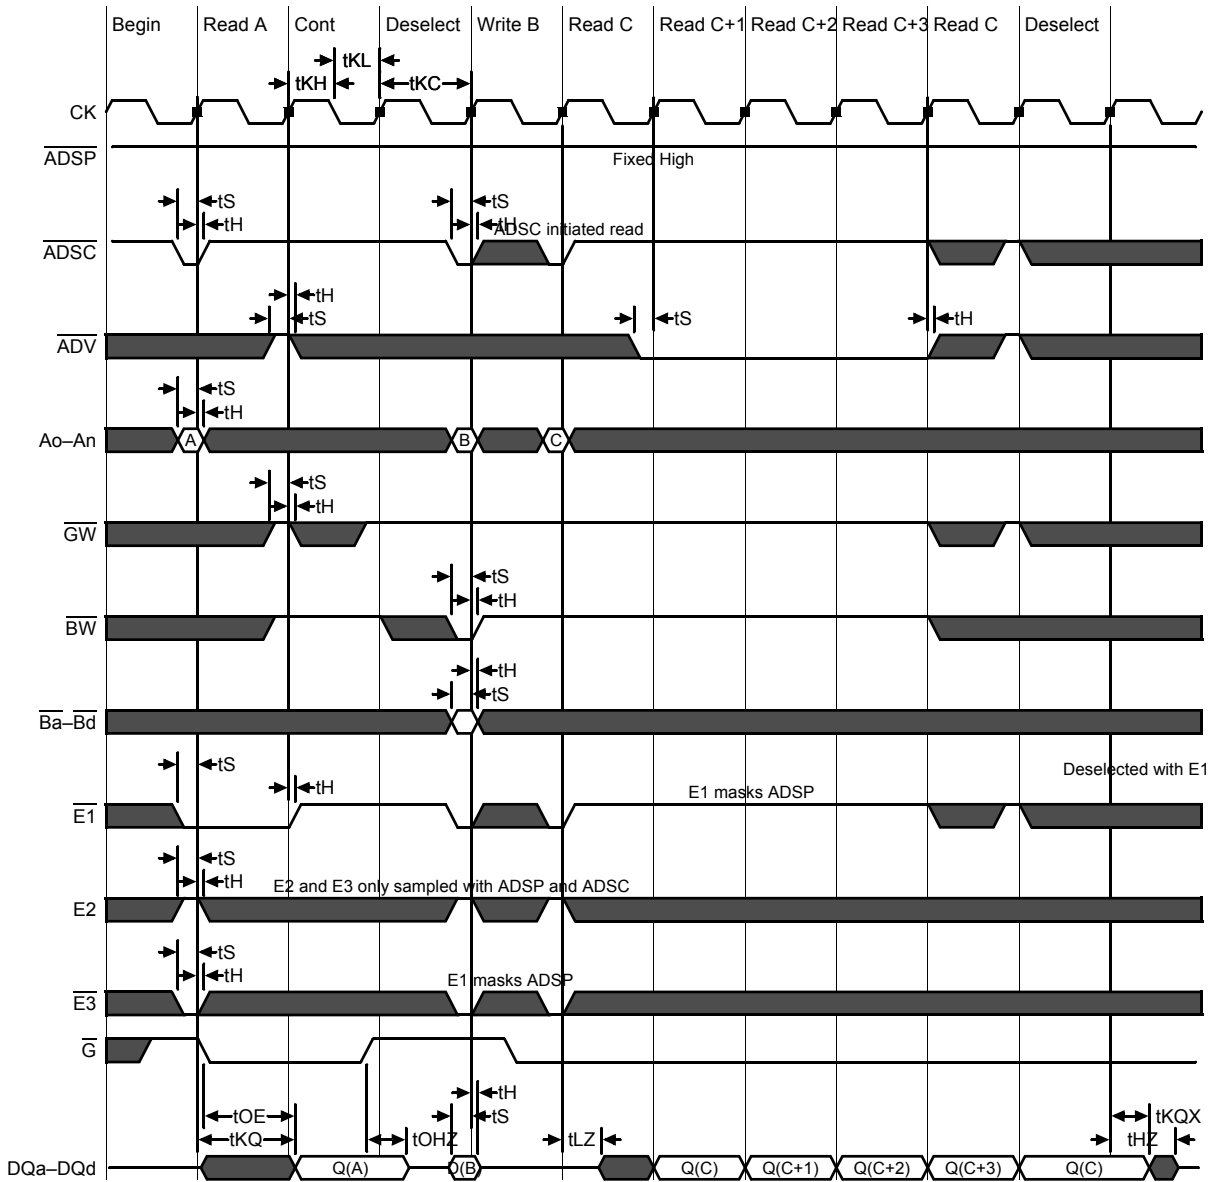 Begin Read A Cont Deselect Write B Read C Read C+1 Read C+2 Read C+3 Read C Deselect
tKL
tKH tKC
CK
ADSP
Fixed High
tS tS
tH tH
ADSC initiated read
ADSC
tH
tS tS tH
ADV
tS
tH
Ao–An A B C
tS
tH
GW
tS
tH
BW
tH
tS
Ba–Bd
tS
Deselected with E1
tH
E1 masks ADSP
E1
tS
tH
E2 and E3 only sampled with ADSP and ADSC
E2
tS
tH
E1 masks ADSP
E3
G
tH
tOE tS tKQX
tKQ tOHZ tLZ tHZ
DQa–DQd Q(A) D(B Q(C) Q(C+1) Q(C+2) Q(C+3) Q(C)